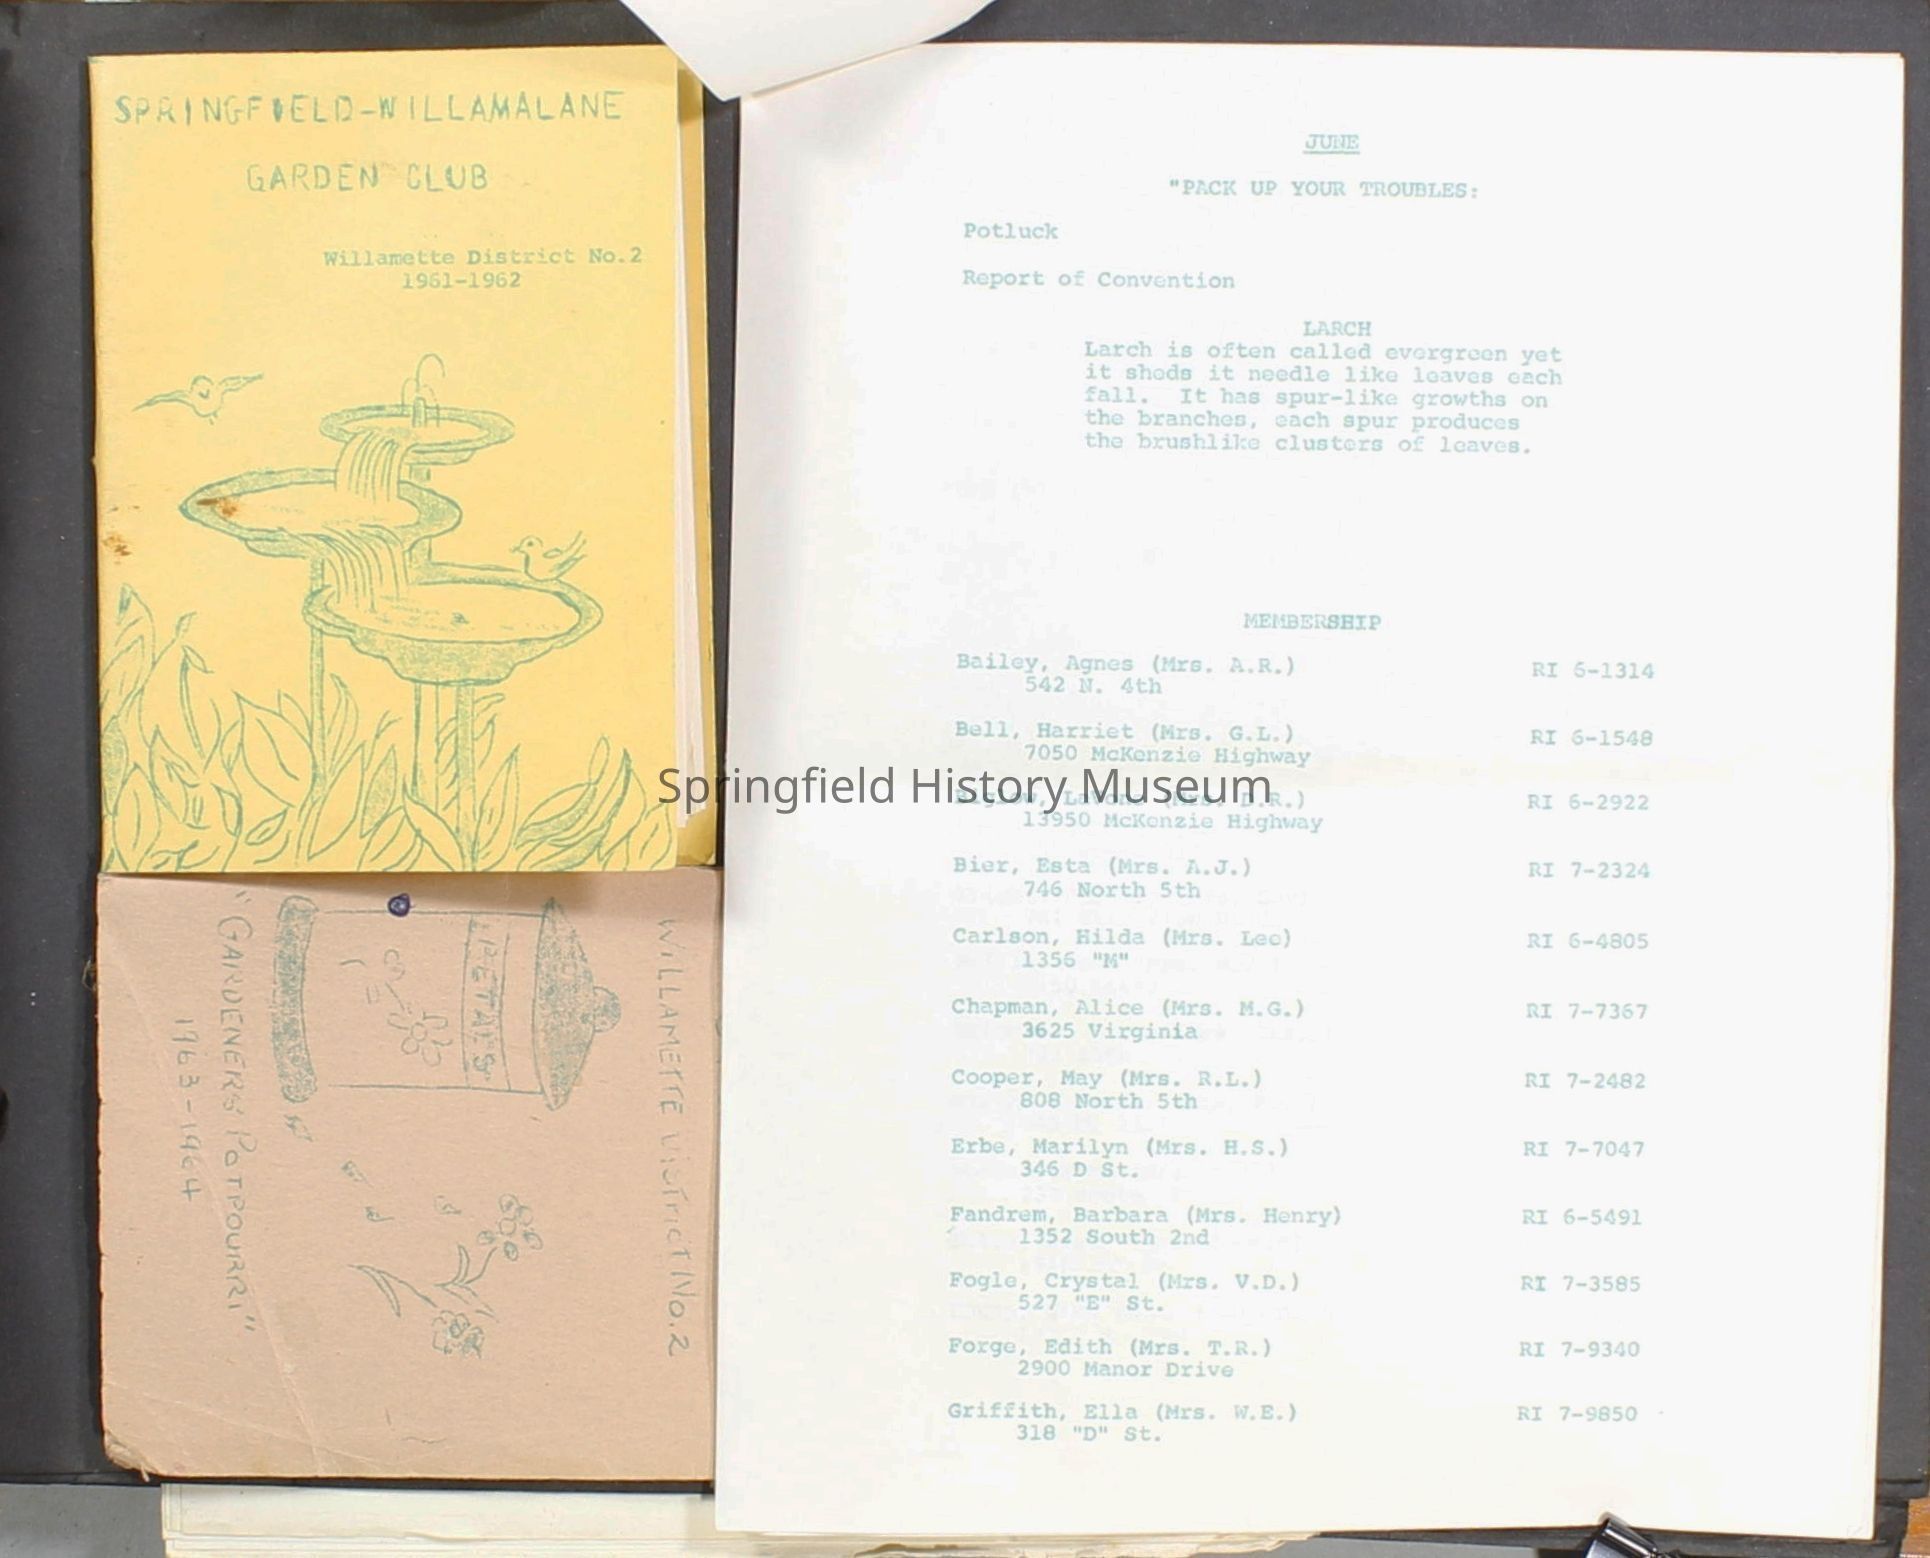 SPRINGFIELD-WILLAMALANE
GARDEN CLUB
Willamette District No.2
1961-1962
WILLAMETTE DISTRICT NO.2
PETALS
"GARDENERS' POTPOURRI"
1963-1964
JUNE
"PACK UP YOUR TROUBLES:
Potluck
Report of Convention
LARCH
Larch is often called evergreen yet
it sheds it needle like leaves each
fall. It has spur-like growths on
the branches, each spur produces
the brushlike clusters of leaves.
MEMBERSHIP
Bailey, Agnes (Mrs. A.R.) RI 6-1314
542 N. 4th
Bell, Harriet (Mrs. G.L.) RI 6-1548
7050 McKenzie Highway
Springfield History Museum
(Mrs. D.R.) RI 6-2922
13950 McKenzie Highway
Bier, Esta (Mrs. A.J.) RI 7-2324
746 North 5th
Carlson, Hilda (Mrs. Leo) RI 6-4805
1356 "M"
Chapman, Alice (Mrs. M.G.) RI 7-7367
3625 Virginia
Cooper, May (Mrs. R.L.) RI 7-2482
808 North 5th
Erbe, Marilyn (Mrs. H.S.) RI 7-7047
346 D St.
Fandrem, Barbara (Mrs. Henry) RI 6-5491
1352 South 2nd
Fogle, Crystal (Mrs. V.D.) RI 7-3585
527 "E" St.
Forge, Edith (Mrs. T.R.) RI 7-9340
2900 Manor Drive
Griffith, Ella (Mrs. W.E.) RI 7-9850
318 "D" St.